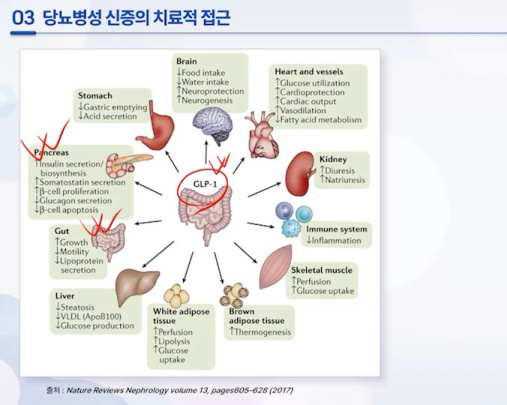 03 당뇨병성 신증의 치료적 접근
Brain
↓Food intake
↓Water intake
↑Neuroprotection
↑Neurogenesis
Heart and vessels
↑Glucose utilization
↑Cardioprotection
↑Cardiac output
↑Vasodilation
↓Fatty acid metabolism
Stomach
↓Gastric emptying
↓Acid secretion
Pancreas
↑Insulin secretion/
biosynthesis
↑Somatostatin secretion
↑β-cell proliferation
↓Glucagon secretion
↓β-cell apoptosis
GLP-1
Kidney
↑Diuresis
↑Natriuresis
Gut
↑Growth
↓Motility
↓Lipoprotein
secretion
Immune system
↓Inflammation
Skeletal muscle
↑Perfusion
↑Glucose uptake
Liver
↓Steatosis
↓VLDL (ApoB100)
↓Glucose production
White adipose
tissue
↑Perfusion
↑Lipolysis
↑Glucose
uptake
Brown
adipose tissue
↑Thermogenesis
출처 : Nature Reviews Nephrology volume 13, pages605–628 (2017)